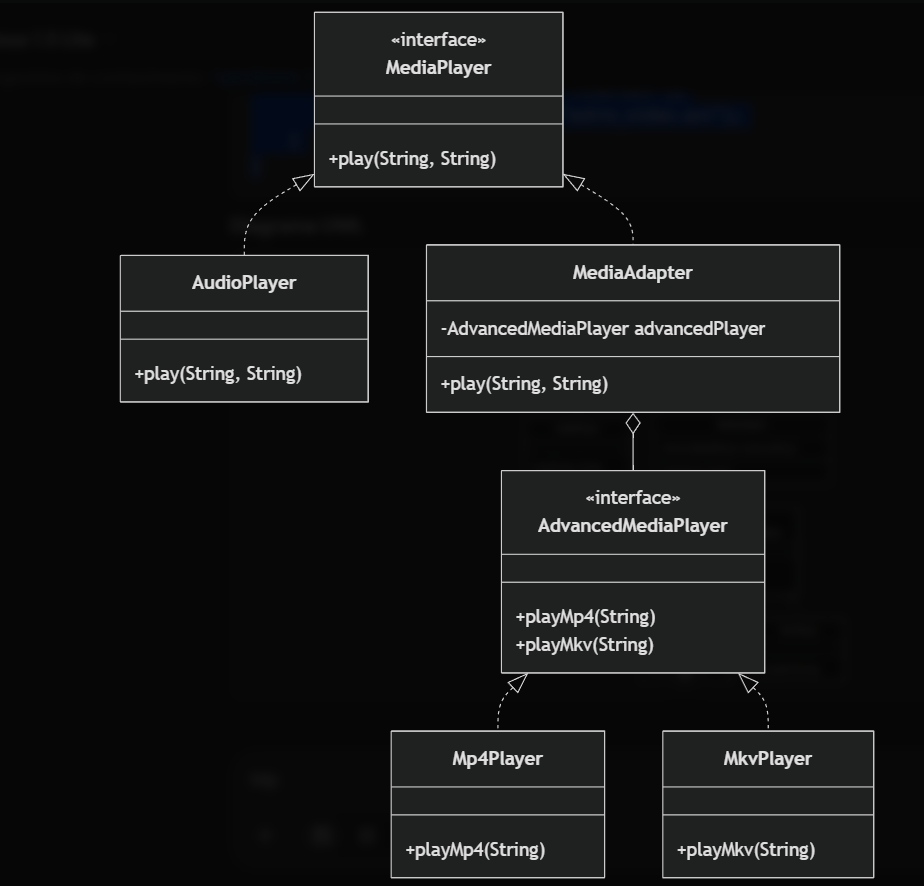 «interface»
MediaPlayer
+play(String, String)
AudioPlayer
+play(String, String)
MediaAdapter
-AdvancedMediaPlayer advancedPlayer
+play(String, String)
«interface»
AdvancedMediaPlayer
+playMp4(String)
+playMkv(String)
Mp4Player
+playMp4(String)
MkvPlayer
+playMkv(String)